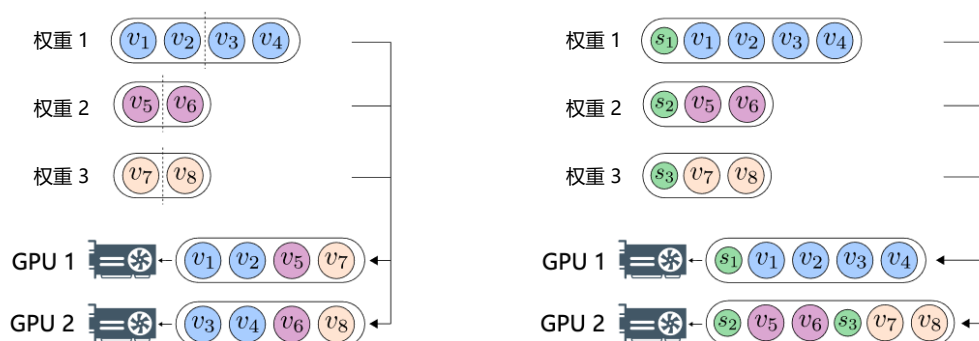 权重 1 v₁ v₂ v₃ v₄
权重 2 v₅ v₆
权重 3 v₇ v₈
GPU 1 v₁ v₂ v₅ v₇
GPU 2 v₃ v₄ v₆ v₈
权重 1 s₁ v₁ v₂ v₃ v₄
权重 2 s₂ v₅ v₆
权重 3 s₃ v₇ v₈
GPU 1 s₁ v₁ v₂ v₃ v₄
GPU 2 s₂ v₅ v₆ s₃ v₇ v₈